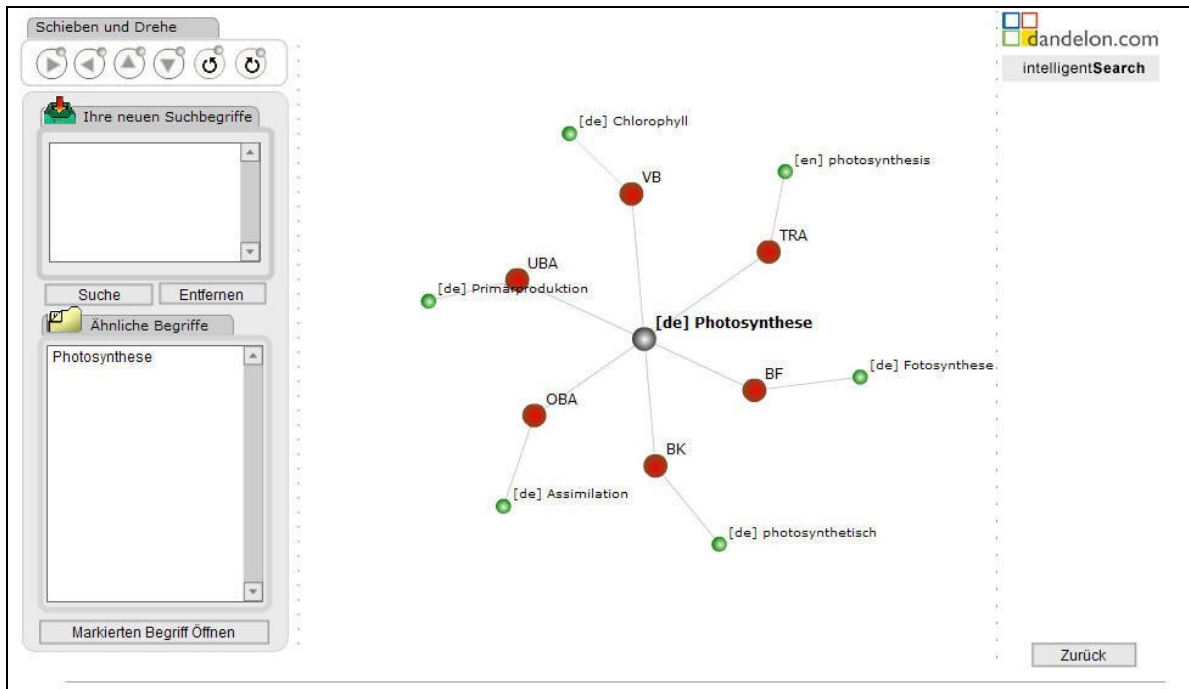 Schieben und Drehe
Ihre neuen Suchbegriffe
Suche
Entfernen
Ähnliche Begriffe
Photosynthese
Markierten Begriff Öffnen
[de] Chlorophyll
[en] photosynthesis
VB
TRA
UBA
[de] Primärproduktion
[de] Photosynthese
[de] Fotosynthese
BF
OBA
BK
[de] Assimilation
[de] photosynthetisch
dandelon.com
intelligentSearch
Zurück